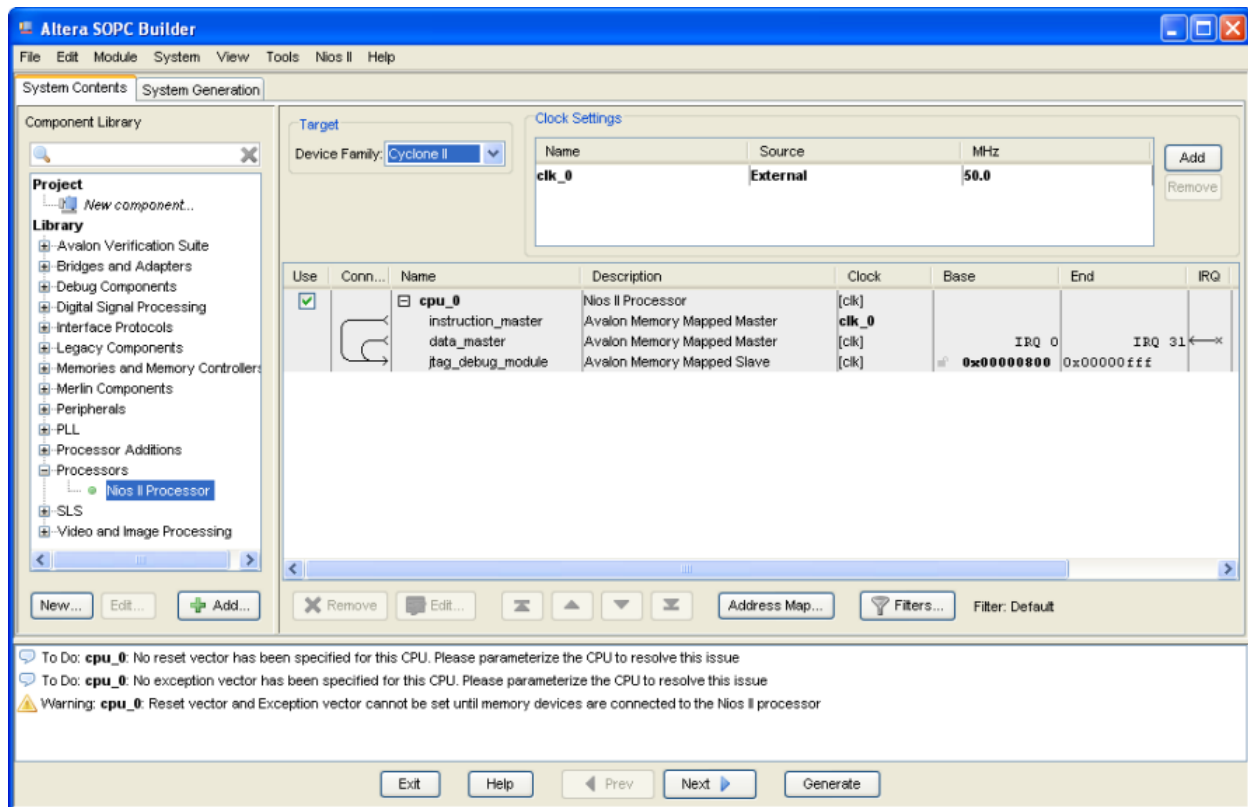 Altera SOPC Builder
File Edit Module System View Tools Nios II Help
System Contents System Generation
Component Library
Project
New component...
Library
Avalon Verification Suite
Bridges and Adapters
Debug Components
Digital Signal Processing
Interface Protocols
Legacy Components
Memories and Memory Controllers
Merlin Components
Peripherals
PLL
Processor Additions
Processors
Nios II Processor
SLS
Video and Image Processing
New... Edit... Add...
Target
Device Family: Cyclone II
Clock Settings
Name Source MHz
clk_0 External 50.0
Add
Remove
Use Conn... Name Description Clock Base End IRQ
cpu_0 Nios II Processor [clk]
instruction_master Avalon Memory Mapped Master clk_0
data_master Avalon Memory Mapped Master [clk] IRQ 0 IRQ 31
jtag_debug_module Avalon Memory Mapped Slave [clk] 0x00000800 0x00000fff
Remove Edit... Address Map... Filters... Filter: Default
To Do: cpu_0: No reset vector has been specified for this CPU. Please parameterize the CPU to resolve this issue
To Do: cpu_0: No exception vector has been specified for this CPU. Please parameterize the CPU to resolve this issue
Warning: cpu_0: Reset vector and Exception vector cannot be set until memory devices are connected to the Nios II processor
Exit Help Prev Next Generate